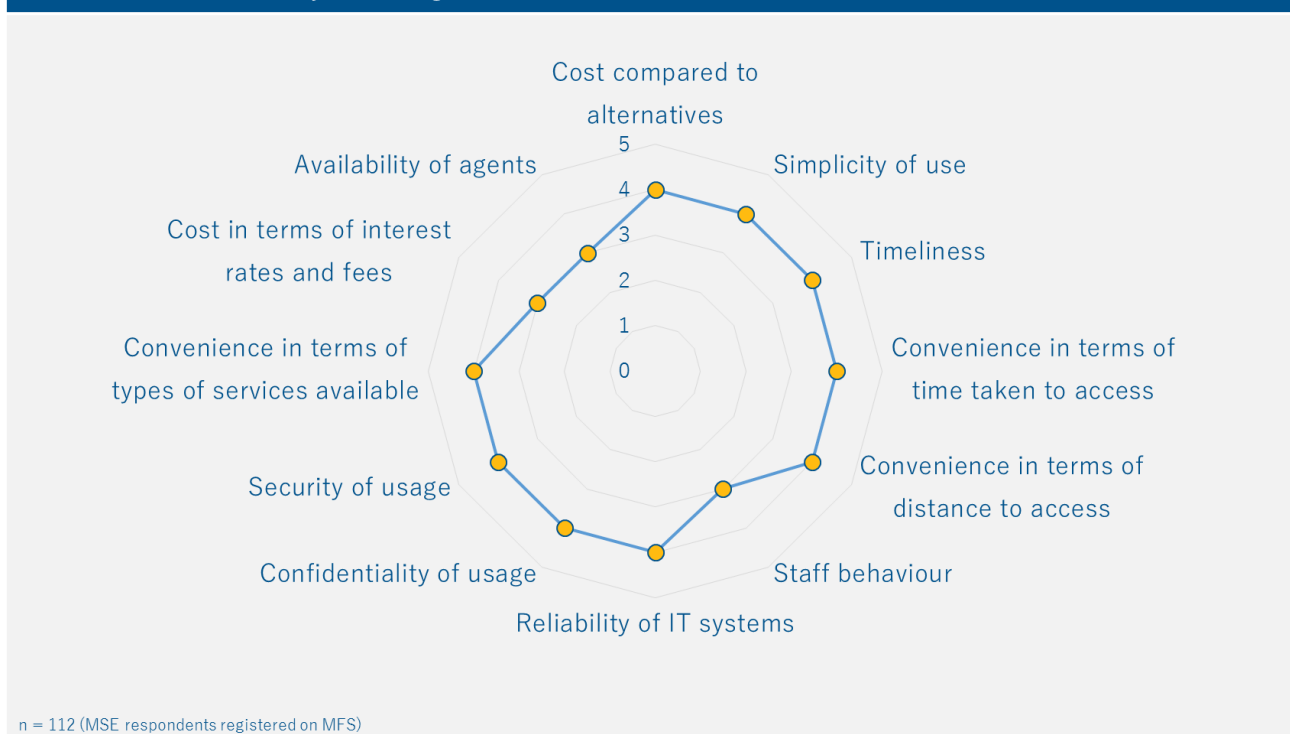 Cost compared to
alternatives
Availability of agents
Simplicity of use
Cost in terms of interest
rates and fees
Timeliness
Convenience in terms of
types of services available
Convenience in terms of
time taken to access
Security of usage
Convenience in terms of
distance to access
Confidentiality of usage
Staff behaviour
Reliability of IT systems
5
4
3
2
1
0
n = 112 (MSE respondents registered on MFS)